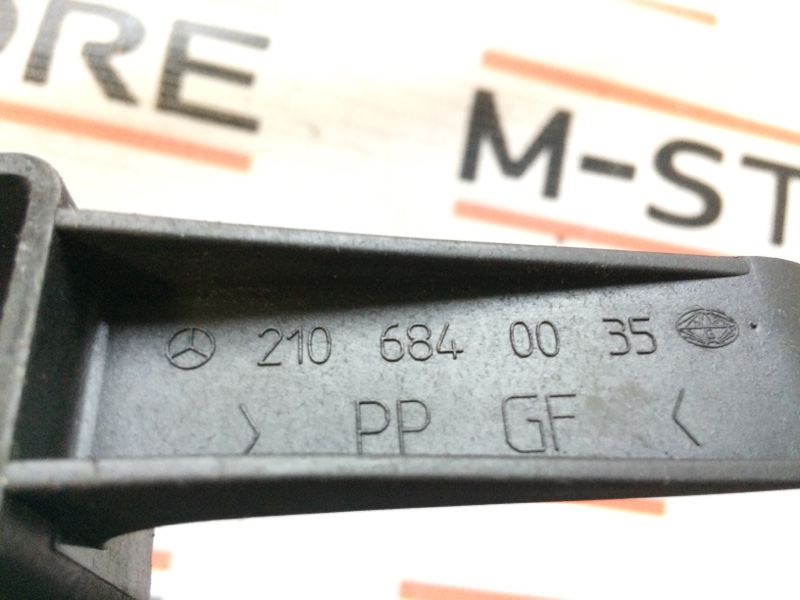 ORE
M-ST
210 684 00 35
> PP GF <